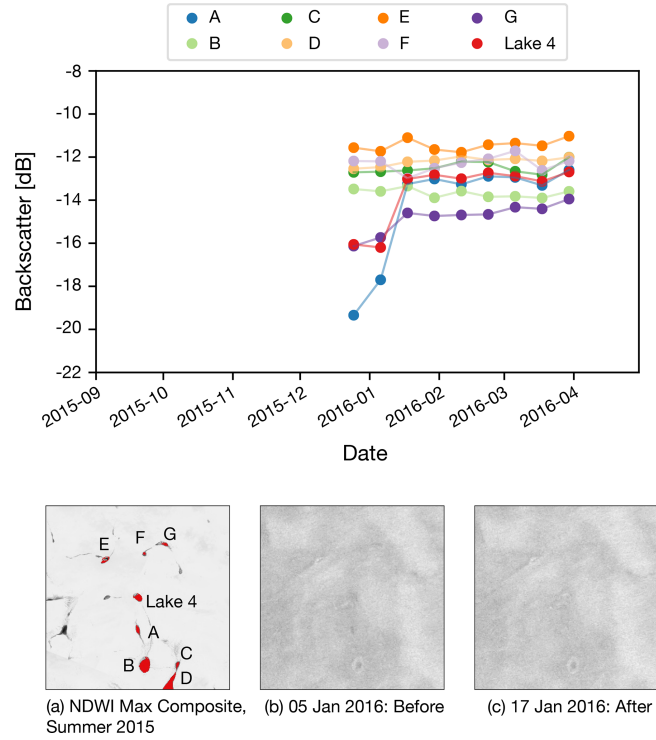 A C E G
B D F Lake 4
-8
-10
-12
-14
-16
-18
-20
-22
Backscatter [dB]
2015-09 2015-10 2015-11 2015-12 2016-01 2016-02 2016-03 2016-04
Date
E F G
Lake 4
A
B C
D
(a) NDWI Max Composite,
Summer 2015
(b) 05 Jan 2016: Before
(c) 17 Jan 2016: After